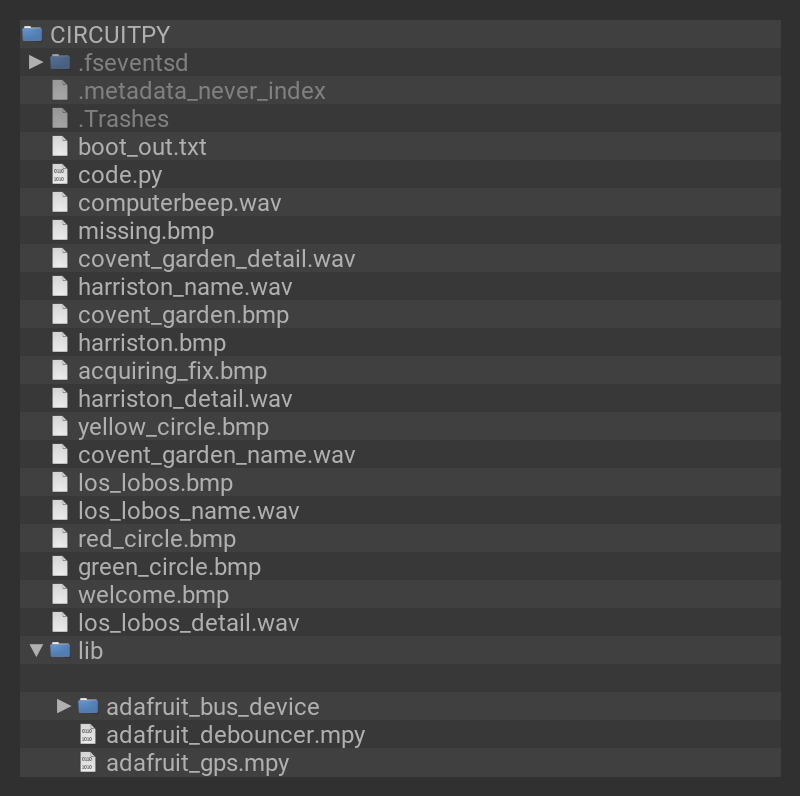 CIRCUITPY
.fseventsd
.metadata_never_index
.Trashes
boot_out.txt
code.py
computerbeep.wav
missing.bmp
covent_garden_detail.wav
harriston_name.wav
covent_garden.bmp
harriston.bmp
acquiring_fix.bmp
harriston_detail.wav
yellow_circle.bmp
covent_garden_name.wav
los_lobos.bmp
los_lobos_name.wav
red_circle.bmp
green_circle.bmp
welcome.bmp
los_lobos_detail.wav
lib
adafruit_bus_device
adafruit_debouncer.mpy
adafruit_gps.mpy